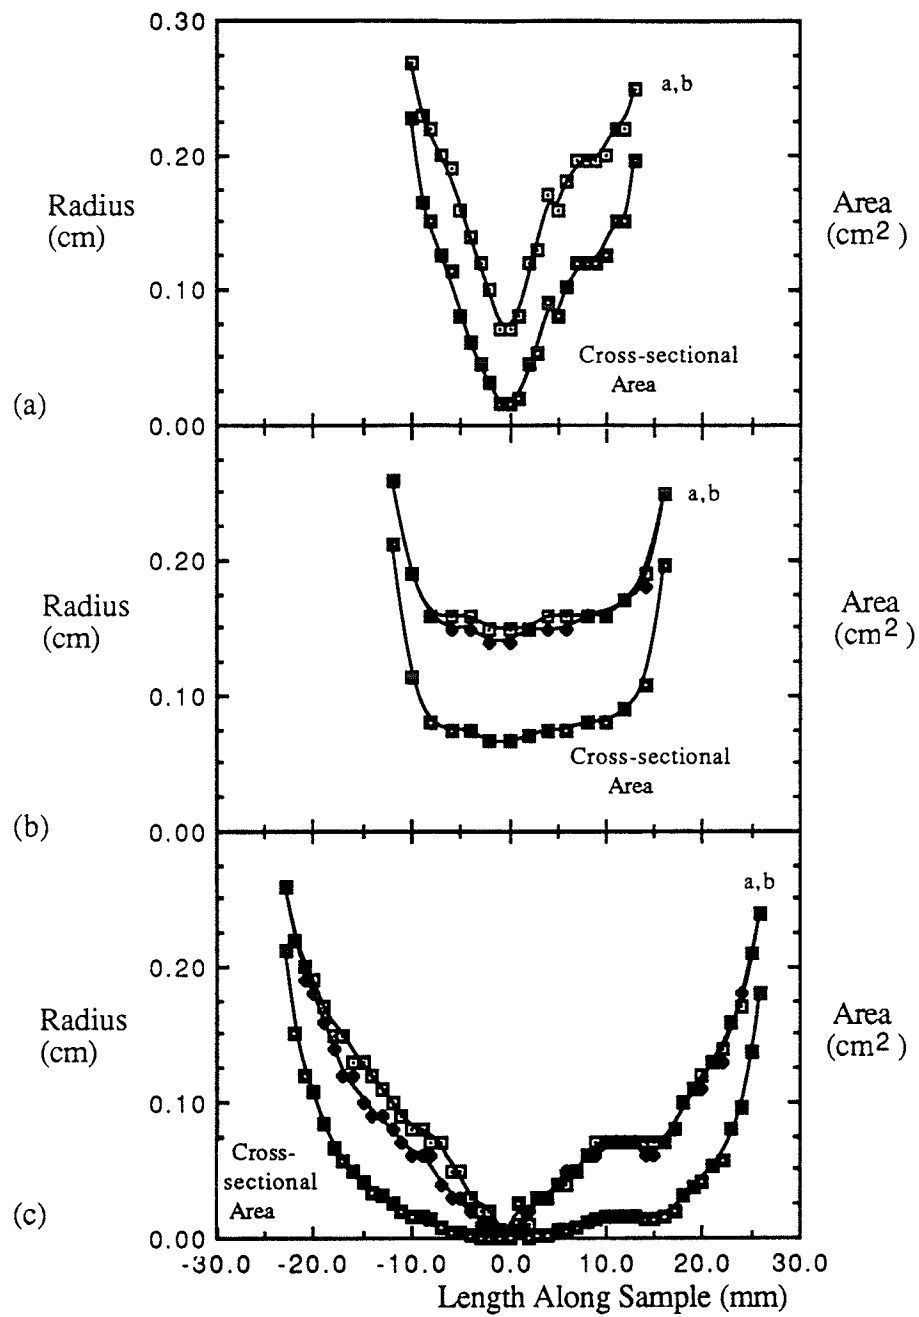 0.30
a,b
0.20
Radius
(cm)
Area
(cm2 )
0.10
Cross-sectional
Area
(a)
0.00
a,b
0.20
Radius
(cm)
Area
(cm2 )
0.10
Cross-sectional
Area
(b)
0.00
a,b
0.20
Radius
(cm)
Area
(cm2 )
0.10
Cross-
sectional
Area
(c)
0.00
-30.0 -20.0 -10.0 0.0 10.0 20.0 30.0
Length Along Sample (mm)